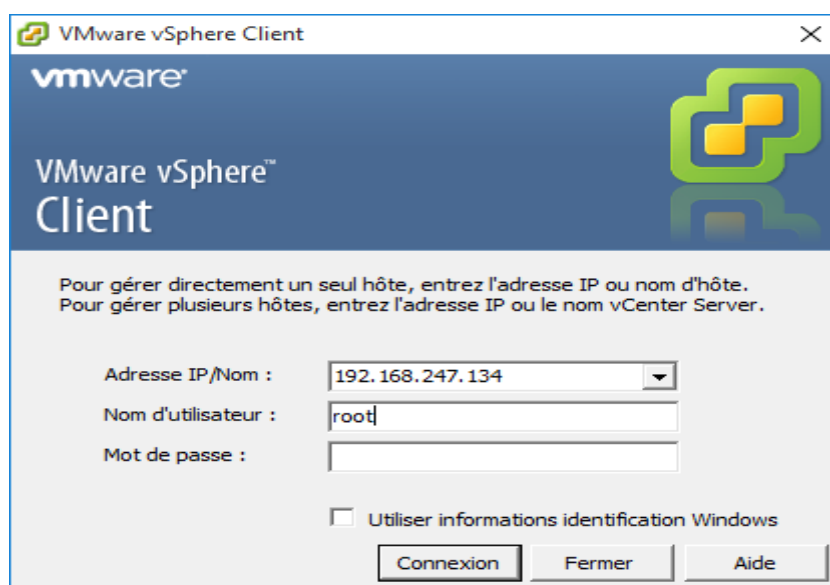 VMware vSphere Client
vmware®
VMware vSphere™
Client
Pour gérer directement un seul hôte, entrez l'adresse IP ou nom d'hôte.
Pour gérer plusieurs hôtes, entrez l'adresse IP ou le nom vCenter Server.
Adresse IP/Nom : 192.168.247.134
Nom d'utilisateur : root
Mot de passe :
Utiliser informations identification Windows
Connexion Fermer Aide